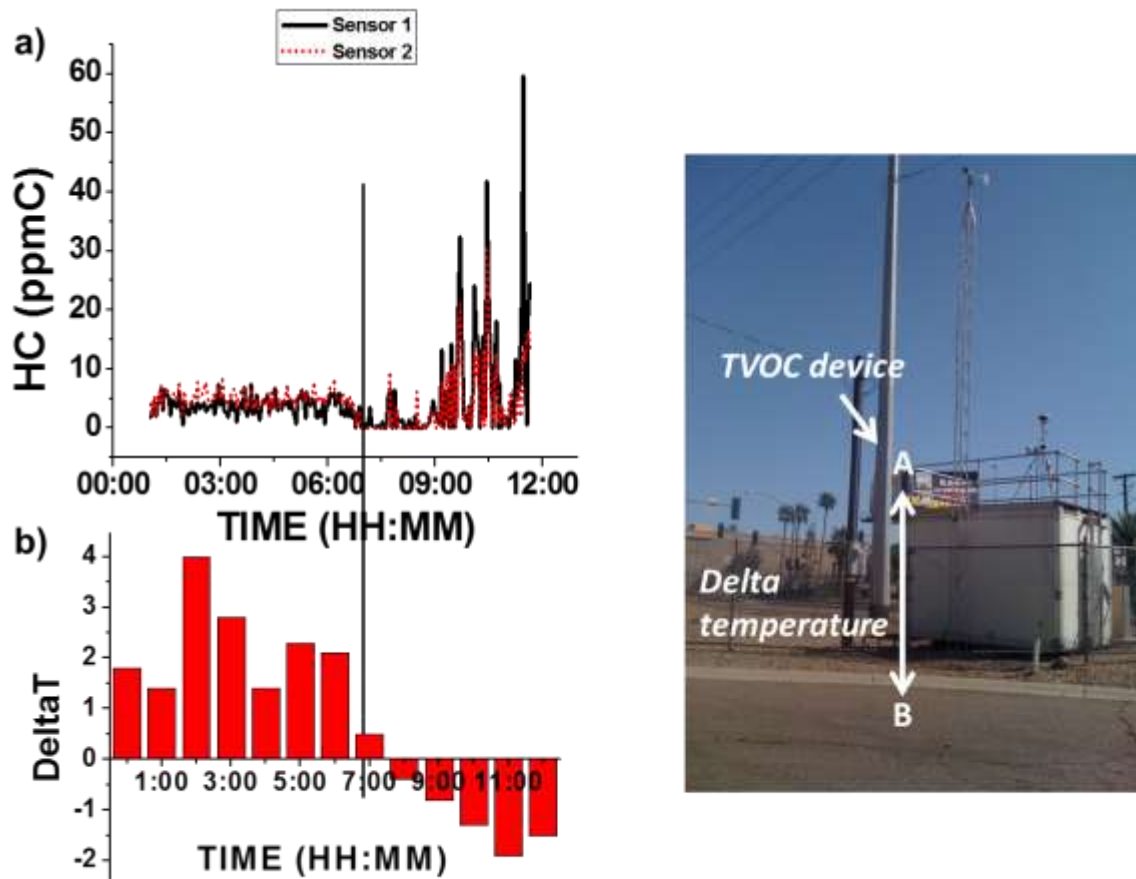 a)
Sensor 1
Sensor 2
60
50
40
30
20
10
0
HC (ppmC)
00:00 03:00 06:00 09:00 12:00
TIME (HH:MM)
b)
4
3
2
1
0
-1
-2
DeltaT
1:00 3:00 5:00 7:00 9:00 11:00
TIME (HH:MM)
TVOC device
A
Delta
temperature
B